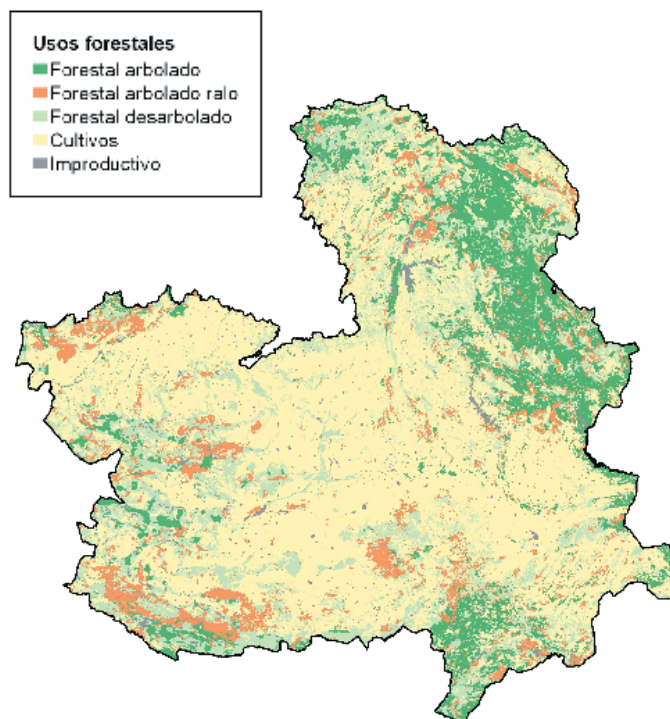 Usos forestales
Forestal arbolado
Forestal arbolado ralo
Forestal desarbolado
Cultivos
Improductivo